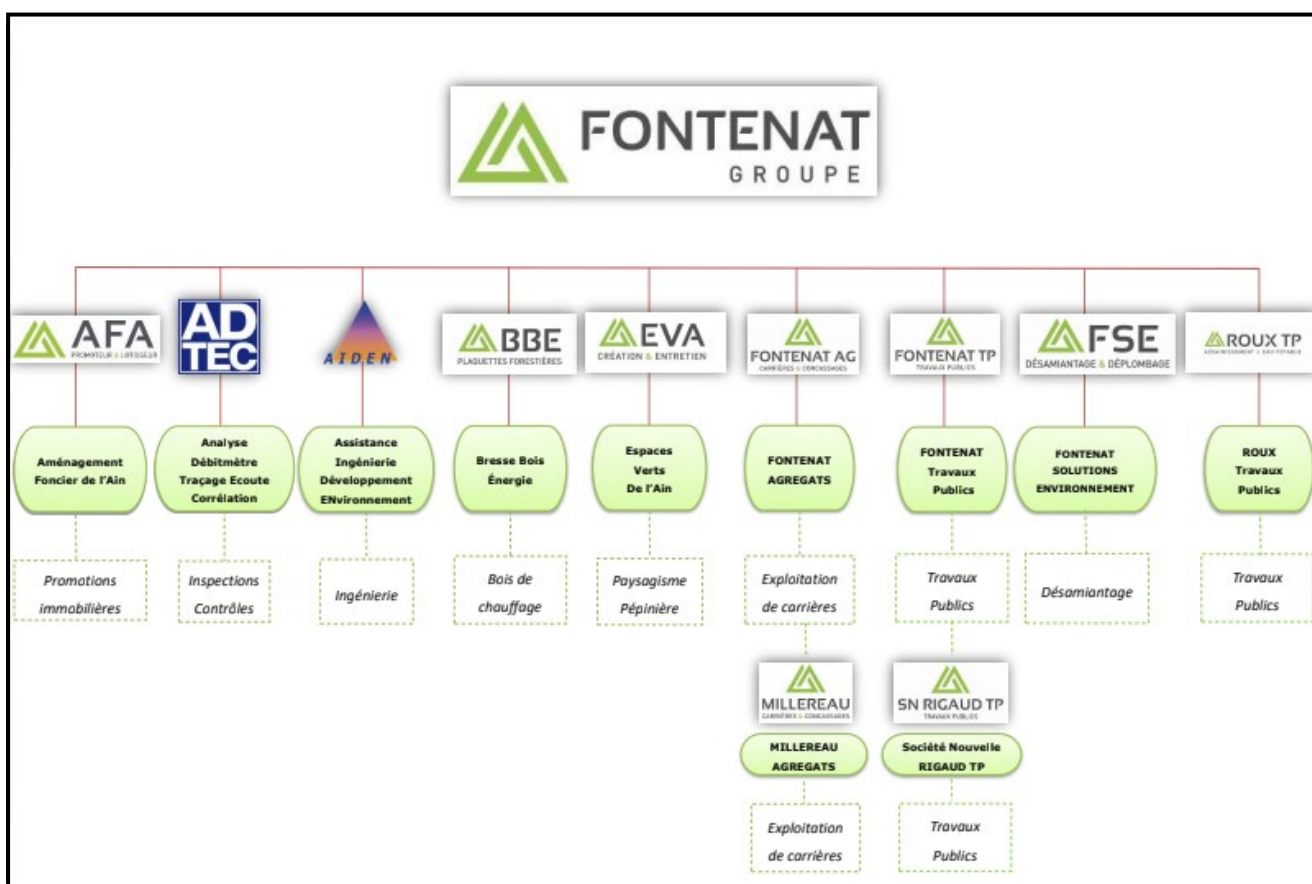 FONTENAT
GROUPE
AFA
PROMOTEUR & LOTISSEUR
AD
TEC
AIDEN
BBE
PLAQUETTES FORESTIÈRES
EVA
CRÉATION & ENTRETIEN
FONTENAT AG
CARRIÈRES & CONCASSAGES
FONTENAT TP
TRAVAUX PUBLICS
FSE
DÉSAMIANTAGE & DÉPLOMBAGE
ROUX TP
ASSAINISSEMENT & EAU POTABLE
Aménagement
Foncier de l'Ain
Analyse
Débitmètre
Traçage Ecoute
Corrélation
Assistance
Ingénierie
Développement
ENvironnement
Bresse Bois
Énergie
Espaces
Verts
De l'Ain
FONTENAT
AGREGATS
FONTENAT
Travaux
Publics
FONTENAT
SOLUTIONS
ENVIRONNEMENT
ROUX
Travaux
Publics
Promotions
immobilières
Inspections
Contrôles
Ingénierie
Bois de
chauffage
Paysagisme
Pépinière
Exploitation
de carrières
Travaux
Publics
Désamiantage
Travaux
Publics
MILLEREAU
CARRIÈRES & CONCASSAGES
SN RIGAUD TP
TRAVAUX PUBLICS
MILLEREAU
AGREGATS
Société Nouvelle
RIGAUD TP
Exploitation
de carrières
Travaux
Publics